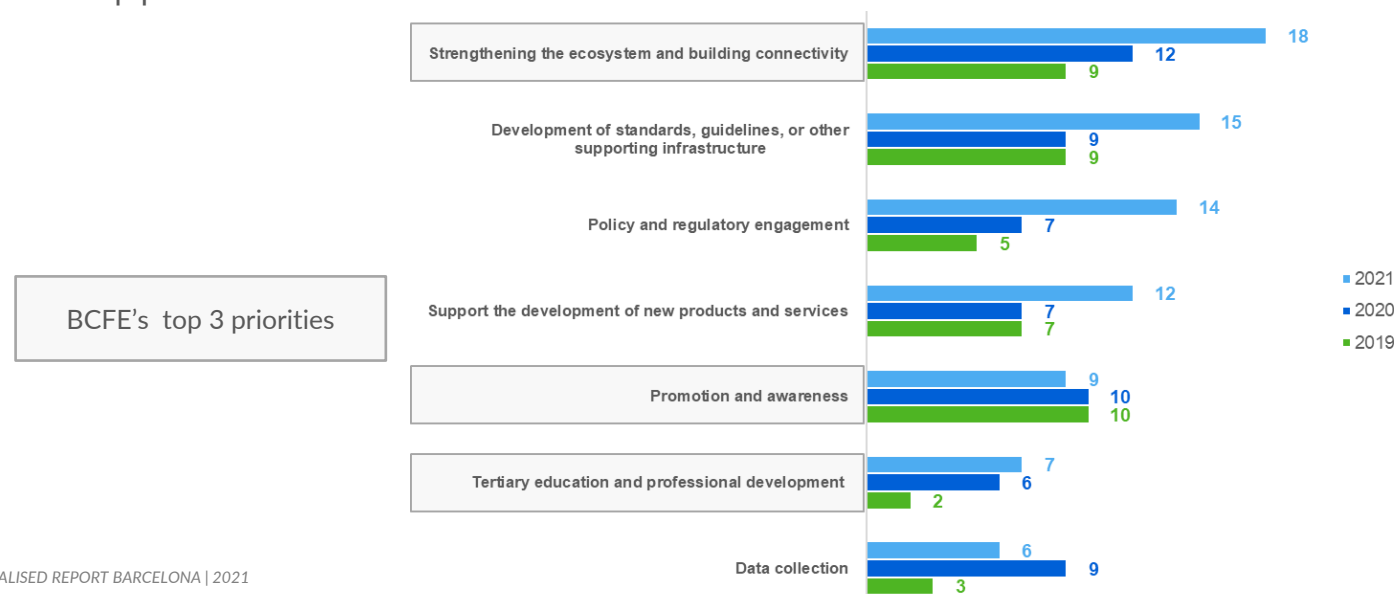 Strengthening the ecosystem and building connectivity
18
12
9
Development of standards, guidelines, or other
supporting infrastructure
15
9
9
Policy and regulatory engagement
14
7
5
BCFE's top 3 priorities
Support the development of new products and services
12
7
7
2021
2020
2019
Promotion and awareness
9
10
10
Tertiary education and professional development
7
6
2
Data collection
6
9
3
ALISED REPORT BARCELONA | 2021